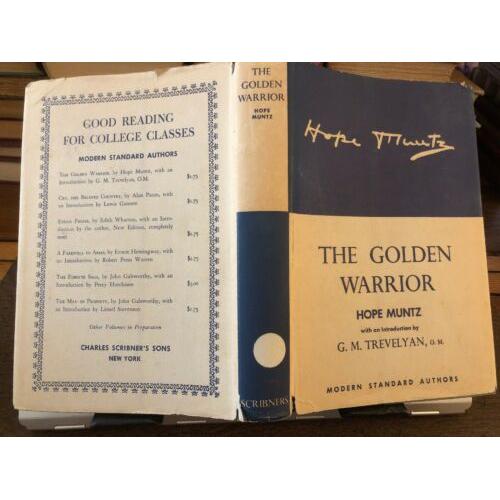 GOOD READING
FOR COLLEGE CLASSES
MODERN STANDARD AUTHORS
THE GOLDEN WARRIOR, by Hope Muntz, with an
Introduction by G. M. Trevelyan, O.M. $1.75
CRY, THE BELOVED COUNTRY, by Alan Paton, with
an Introduction by Lewis Gannett $1.75
ETHAN FROME, by Edith Wharton, with an Intro-
duction by the author, New Edition, completely
reset $1.75
A FAREWELL TO ARMS, by Ernest Hemingway, with
an Introduction by Robert Penn Warren $1.75
THE FORSYTE SAGA, by John Galsworthy, with an
Introduction by Percy Hutchison $3.00
THE MAN OF PROPERTY, by John Galsworthy, with
an Introduction by Lionel Stevenson $1.75
Other Volumes in Preparation
CHARLES SCRIBNER'S SONS
NEW YORK
THE
GOLDEN
WARRIOR
HOPE
MUNTZ
SCRIBNERS
Hope Muntz
THE GOLDEN
WARRIOR
HOPE MUNTZ
with an Introduction by
G. M. TREVELYAN, O. M.
MODERN STANDARD AUTHORS